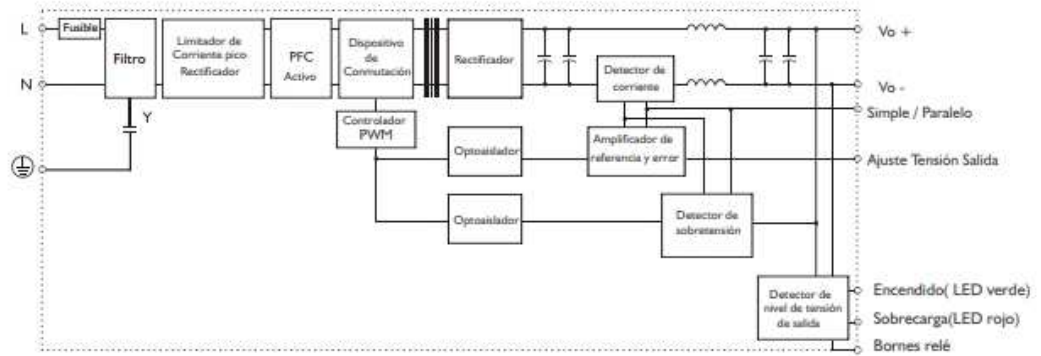 L
Fusible
Filtro
Limitador de
Corriente pico
Rectificador
PFC
Activo
Dispositivo
de
Conmutación
Rectificador
Vo +
N
Detector de
corriente
Vo -
Y
Controlador
PWM
Simple / Paralelo
Optoaislador
Amplificador de
referencia y error
Ajuste Tensión Salida
Optoaislador
Detector de
sobretensión
Detector de
nivel de tensión
de salida
Encendido( LED verde)
Sobrecarga(LED rojo)
Bornes relé